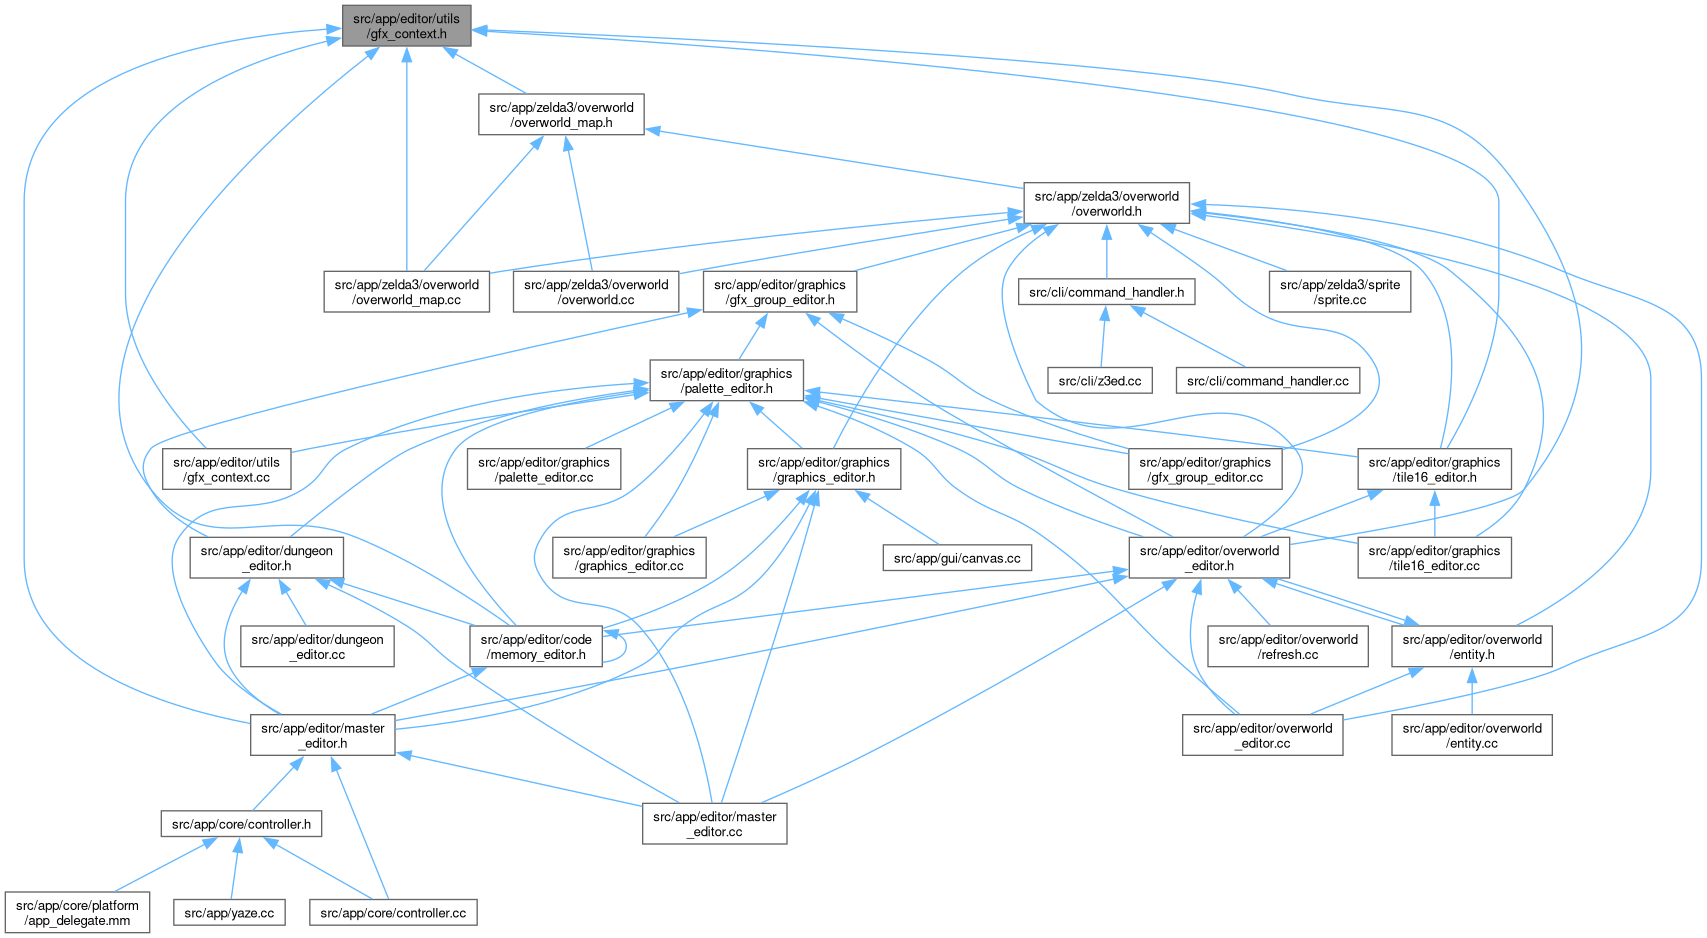 src/app/editor/utils
/gfx_context.h
src/app/zelda3/overworld
/overworld_map.h
src/app/zelda3/overworld
/overworld.h
src/app/zelda3/overworld
/overworld_map.cc
src/app/zelda3/overworld
/overworld.cc
src/app/editor/graphics
/gfx_group_editor.h
src/cli/command_handler.h
src/app/zelda3/sprite
/sprite.cc
src/app/editor/graphics
/palette_editor.h
src/cli/z3ed.cc
src/cli/command_handler.cc
src/app/editor/utils
/gfx_context.cc
src/app/editor/graphics
/palette_editor.cc
src/app/editor/graphics
/graphics_editor.h
src/app/editor/graphics
/gfx_group_editor.cc
src/app/editor/graphics
/tile16_editor.h
src/app/editor/dungeon
_editor.h
src/app/editor/graphics
/graphics_editor.cc
src/app/gui/canvas.cc
src/app/editor/overworld
_editor.h
src/app/editor/graphics
/tile16_editor.cc
src/app/editor/dungeon
_editor.cc
src/app/editor/code
/memory_editor.h
src/app/editor/overworld
/refresh.cc
src/app/editor/overworld
/entity.h
src/app/editor/master
_editor.h
src/app/editor/overworld
_editor.cc
src/app/editor/overworld
/entity.cc
src/app/core/controller.h
src/app/editor/master
_editor.cc
src/app/core/platform
/app_delegate.mm
src/app/yaze.cc
src/app/core/controller.cc